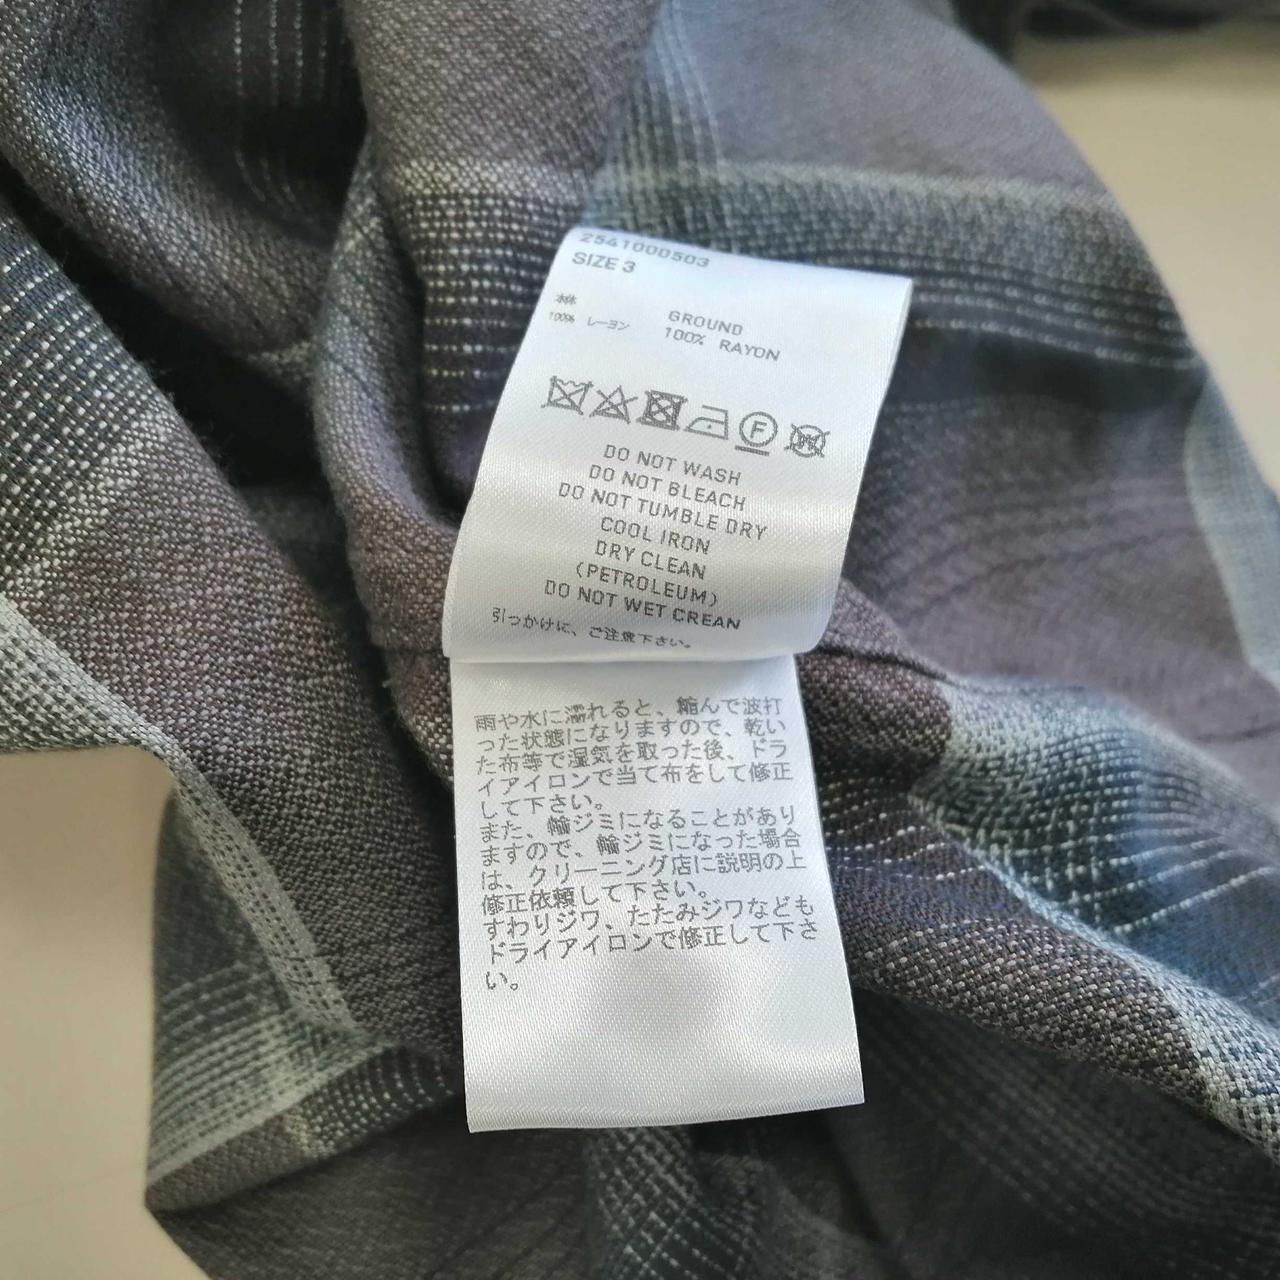 2541000503
SIZE 3
本体
GROUND
100% レーヨン
100% RAYON
F
W
DO NOT WASH
DO NOT BLEACH
DO NOT TUMBLE DRY
COOL IRON
DRY CLEAN
(PETROLEUM)
DO NOT WET CREAN
引っかけに、ご注意下さい。
雨や水に濡れると、縮んで波打
った状態になりますので、乾い
た布等で湿気を取った後、ドラ
イアイロンで当て布をして修正
して下さい。
また、輪ジミになることがあり
ますので、輪ジミになった場合
は、クリーニング店に説明の上
修正依頼して下さい。
すわりジワ、たたみジワなども
ドライアイロンで修正して下さ
い。